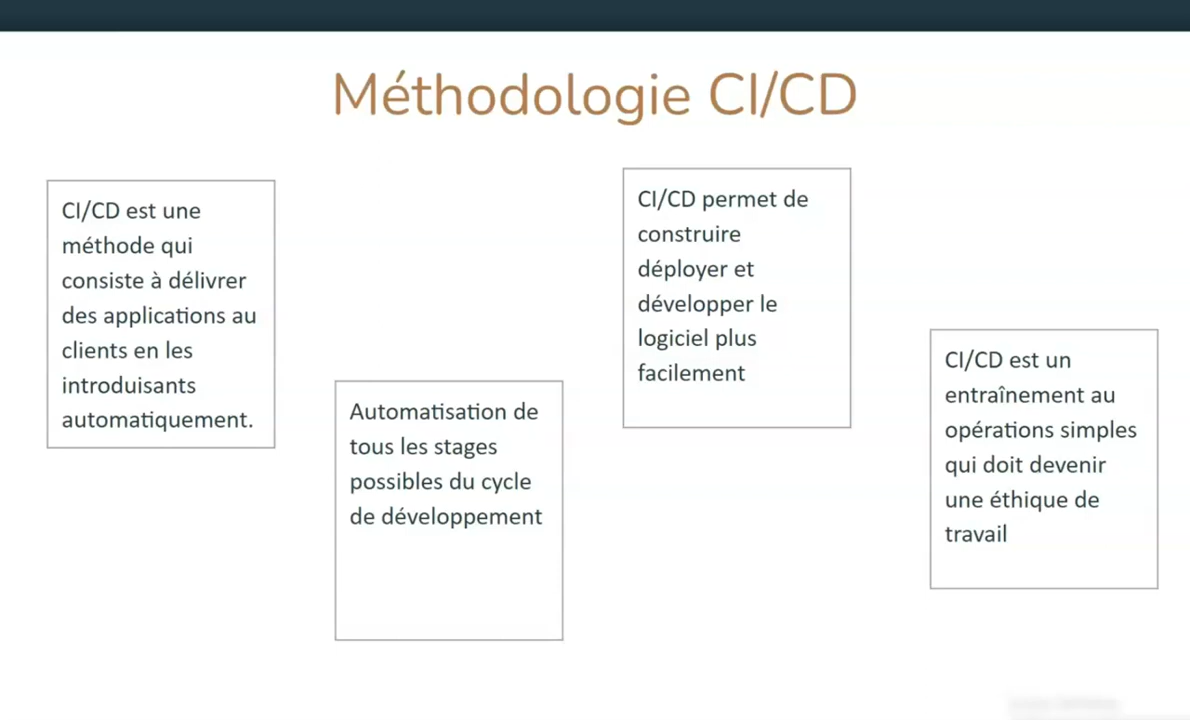 Méthodologie CI/CD
CI/CD est une
méthode qui
consiste à délivrer
des applications au
clients en les
introduisants
automatiquement.
Automatisation de
tous les stages
possibles du cycle
de développement
CI/CD permet de
construire
déployer et
développer le
logiciel plus
facilement
CI/CD est un
entraînement au
opérations simples
qui doit devenir
une éthique de
travail